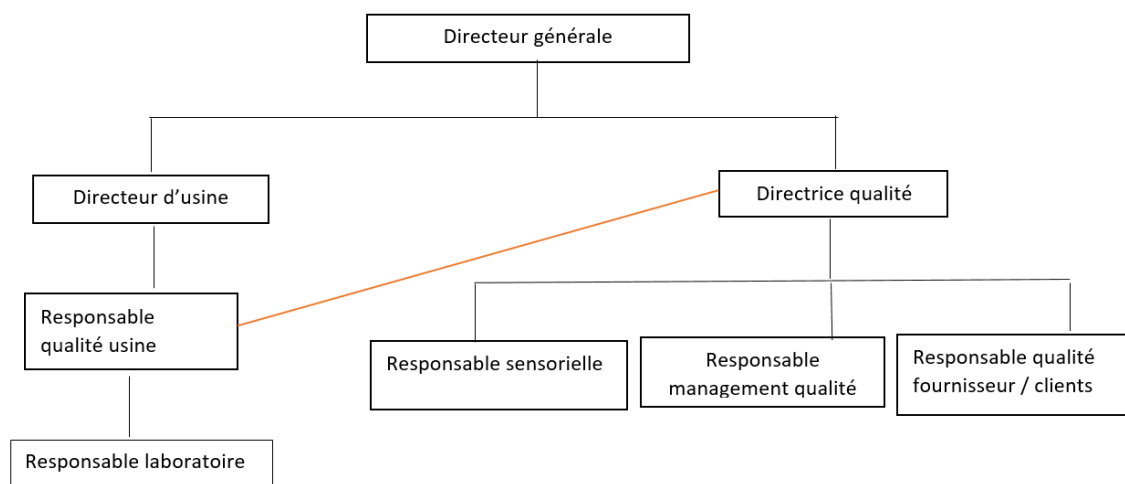 Directeur générale
Directeur d'usine
Directrice qualité
Responsable
qualité usine
Responsable sensorielle
Responsable
management qualité
Responsable qualité
fournisseur / clients
Responsable laboratoire